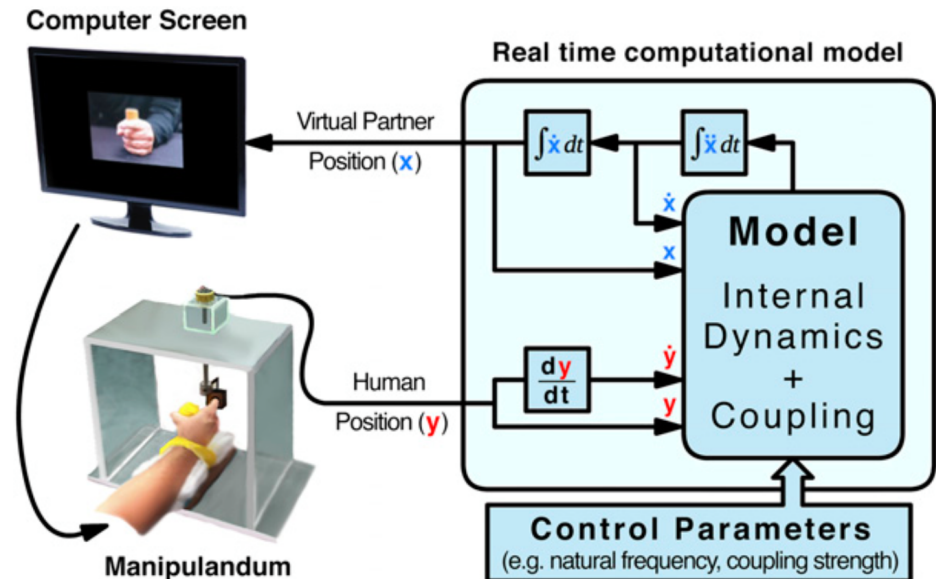 Computer Screen
Real time computational model
Virtual Partner
Position (x)
∫ẋ dt
∫ẍ dt
ẋ
x
Model
Internal
Dynamics
+
Coupling
Human
Position (y)
dy
dt
ẏ
y
Manipulandum
Control Parameters
(e.g. natural frequency, coupling strength)